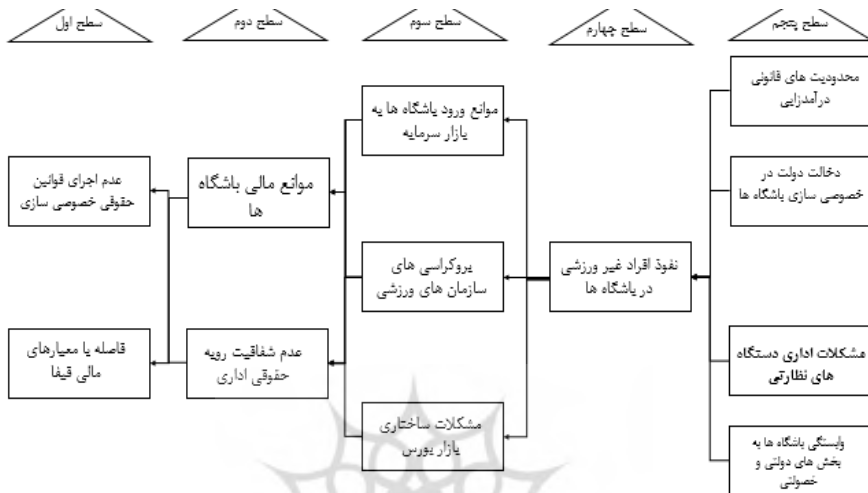 سطح پنجم
سطح چهارم
سطح سوم
سطح دوم
سطح اول
محدودیت های قانونی
درآمدزایی
دخالت دولت در
خصوصی سازی باشگاه ها
مشکلات اداری دستگاه
های نظارتی
وابستگی باشگاه ها به
بخش های دولتی و
خصولتی
نفوذ افراد غیر ورزشی
در باشگاه ها
موانع ورود باشگاه ها به
بازار سرمایه
بروکراسی های
سازمان های ورزشی
مشکلات ساختاری
بازار بورس
موانع مالی باشگاه
ها
عدم شفافیت رویه
حقوقی اداری
عدم اجرای قوانین
حقوقی خصوصی سازی
فاصله با معیارهای
مالی فیفا